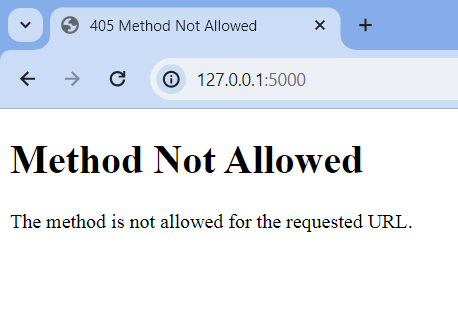 405 Method Not Allowed
127.0.0.1:5000
Method Not Allowed
The method is not allowed for the requested URL.